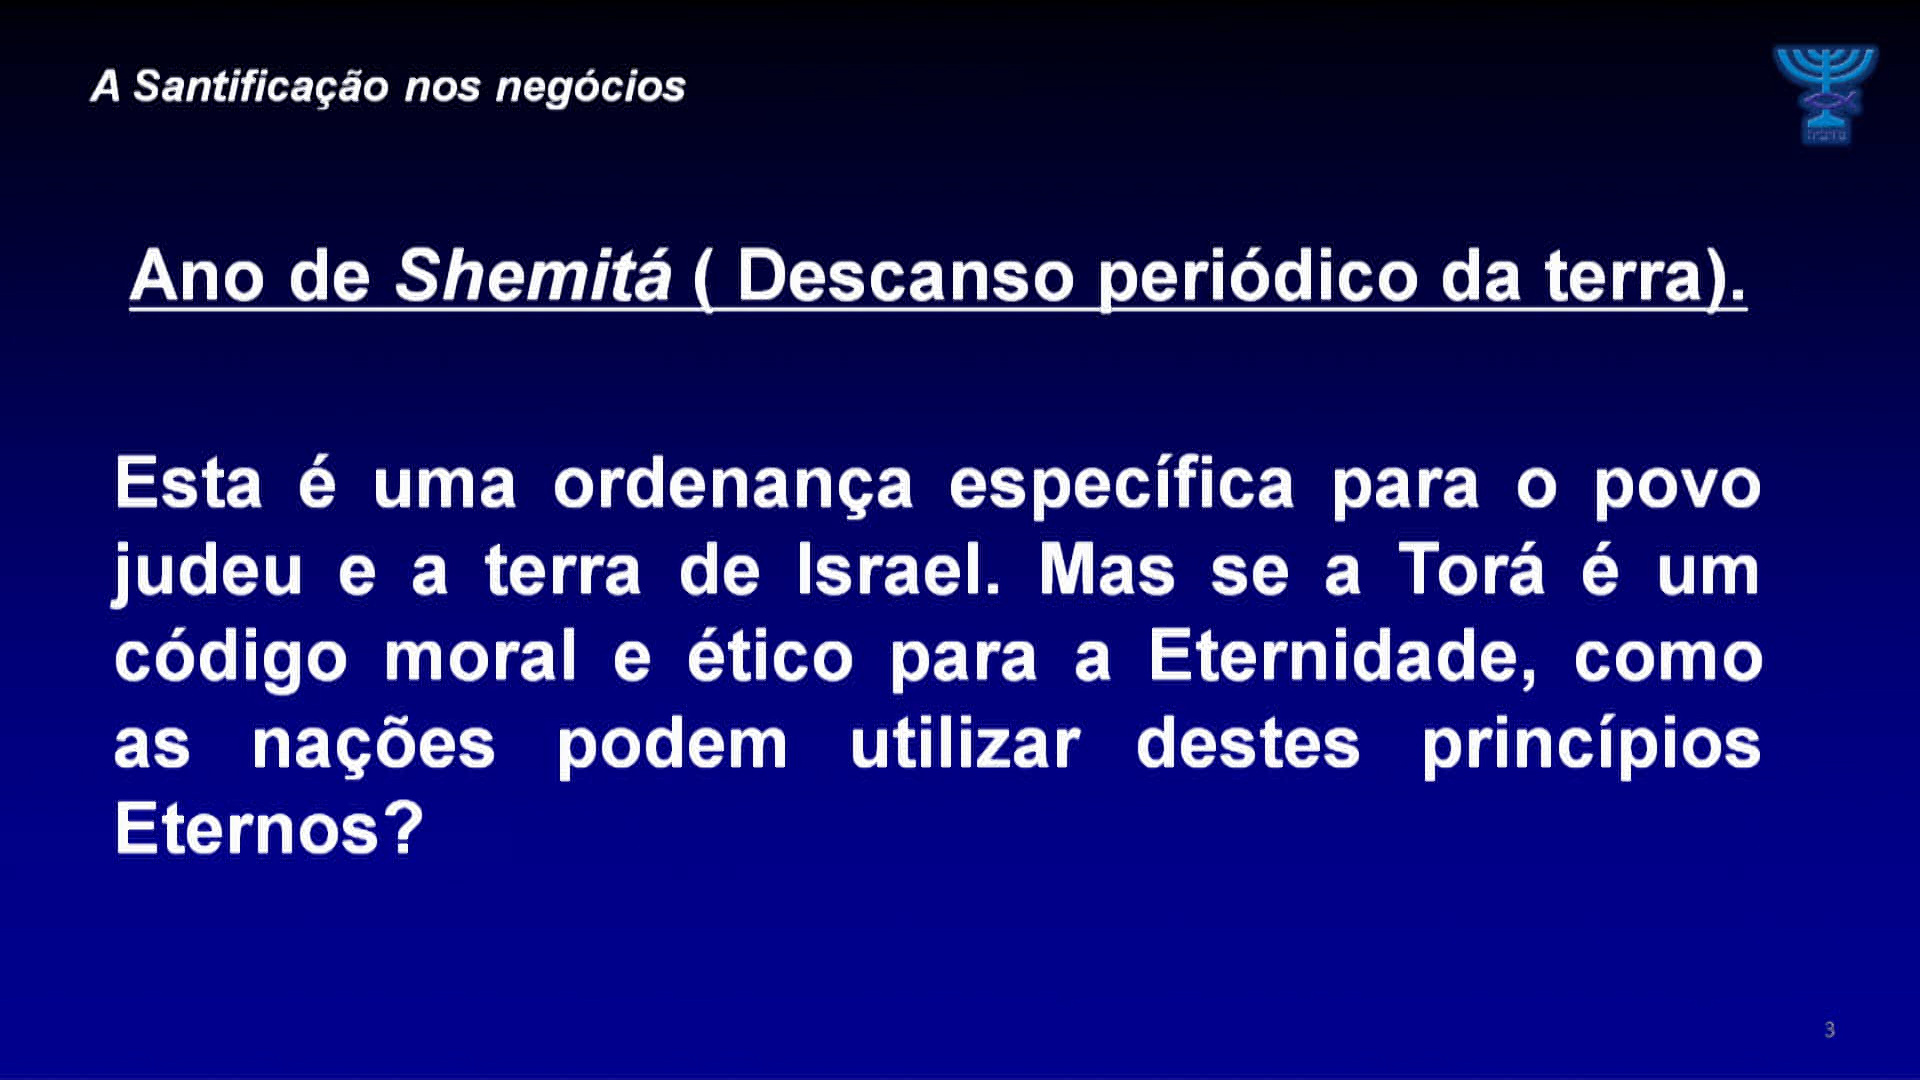 A Santificação nos negócios
Ano de Shemitá ( Descanso periódico da terra).
Esta é uma ordenança específica para o povo
judeu e a terra de Israel. Mas se a Torá é um
código moral e ético para a Eternidade, como
as nações podem utilizar destes princípios
Eternos?
3